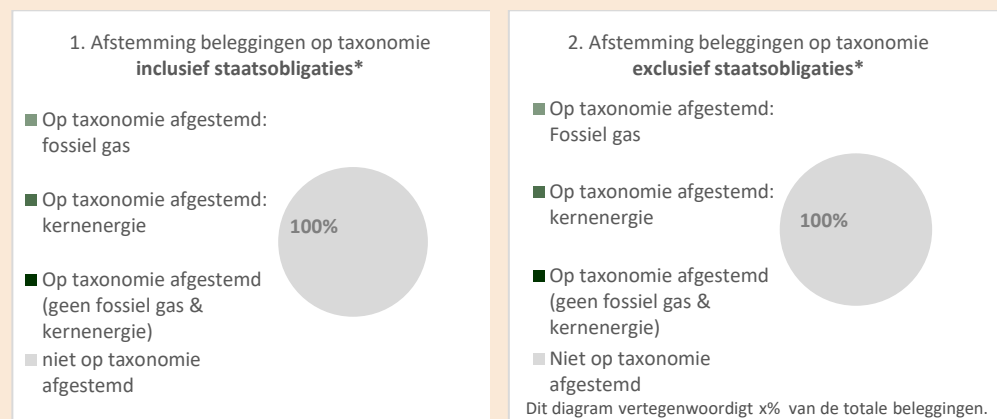 1. Afstemming beleggingen op taxonomie
inclusief staatsobligaties*
Op taxonomie afgestemd:
fossiel gas
Op taxonomie afgestemd:
kernenergie
Op taxonomie afgestemd
(geen fossiel gas &
kernenergie)
niet op taxonomie
afgestemd
100%
2. Afstemming beleggingen op taxonomie
exclusief staatsobligaties*
Op taxonomie afgestemd:
Fossiel gas
Op taxonomie afgestemd:
kernenergie
Op taxonomie afgestemd
(geen fossiel gas &
kernenergie)
Niet op taxonomie
afgestemd
100%
Dit diagram vertegenwoordigt x% van de totale beleggingen.